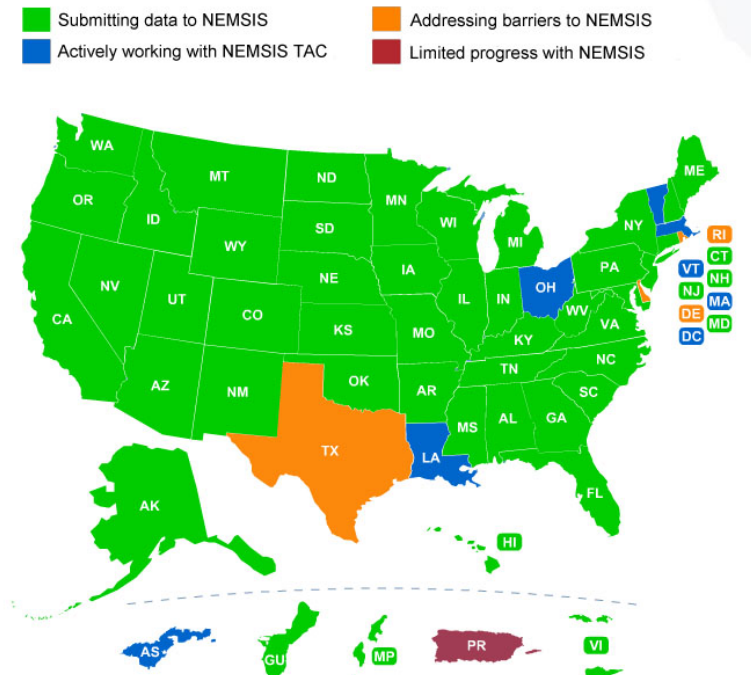 Submitting data to NEMSIS
Addressing barriers to NEMSIS
Actively working with NEMSIS TAC
Limited progress with NEMSIS
WA
MT
ND
MN
ME
OR
ID
SD
WI
MI
NY
WY
RI
CT
VT
NH
NJ
MA
DE
MD
DC
NV
UT
NE
IA
IL
IN
OH
PA
CA
CO
KS
MO
WV
VA
KY
AZ
NM
OK
AR
TN
NC
SC
TX
LA
MS
AL
GA
FL
AK
HI
AS
GU
MP
PR
VI